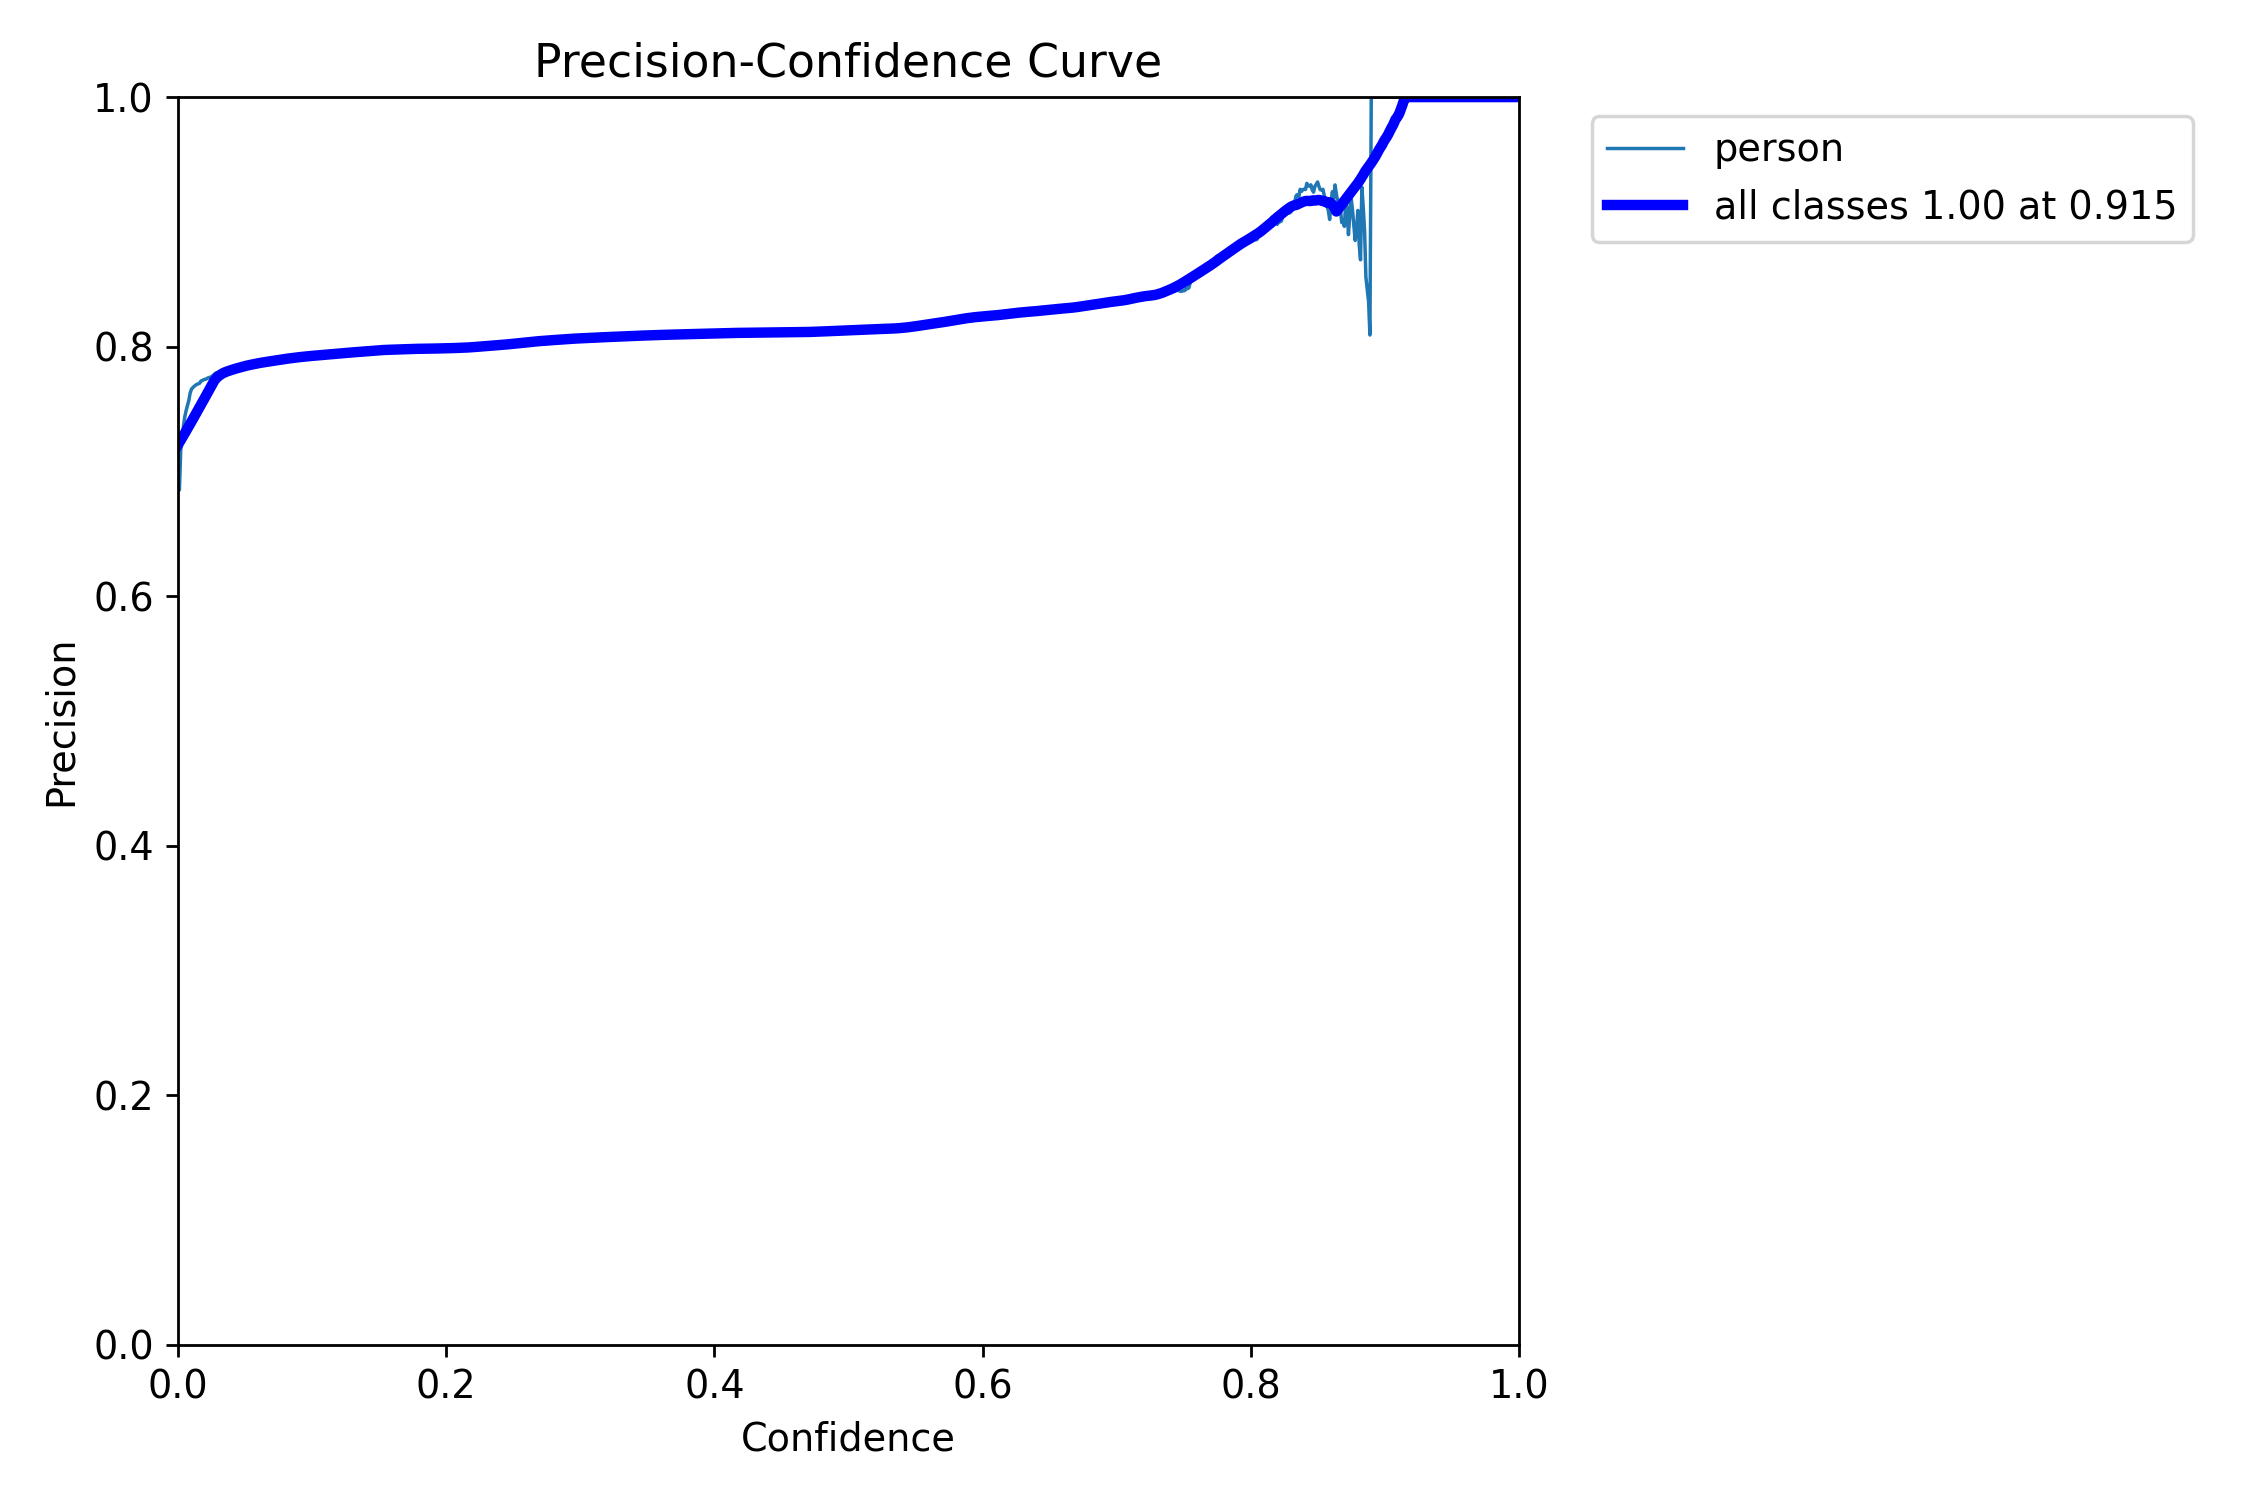 Precision-Confidence Curve
1.0
0.8
0.6
0.4
0.2
0.0
Precision
0.0 0.2 0.4 0.6 0.8 1.0
Confidence
person
all classes 1.00 at 0.915